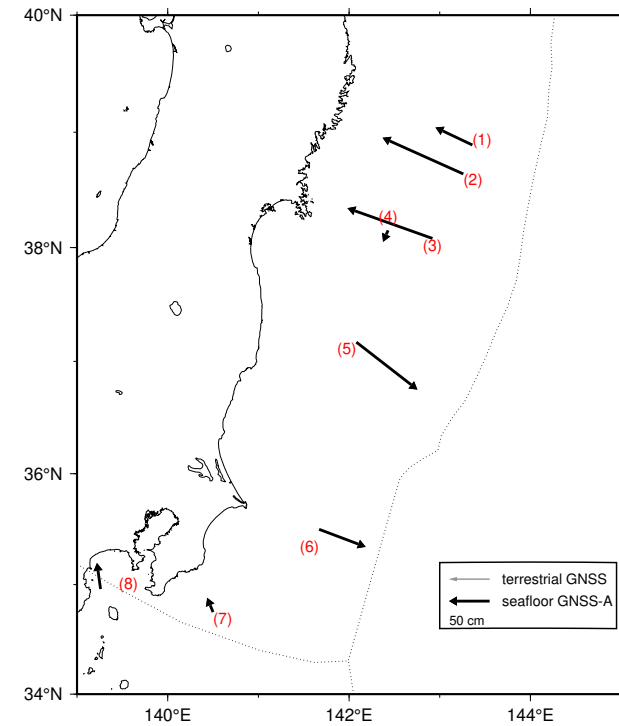 40°N
(1)
(2)
(4)
(3)
38°N
(5)
36°N
(6)
terrestrial GNSS
(8)
seafloor GNSS-A
(7)
50 cm
34°N
140°E
142°E
144°E